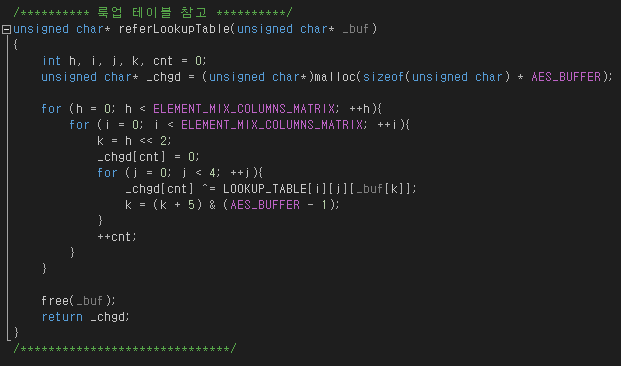 /********** 룩업 테이블 참고 **********/
unsigned char* referLookupTable(unsigned char* _buf)
{
int h, i, j, k, cnt = 0;
unsigned char* _chgd = (unsigned char*)malloc(sizeof(unsigned char) * AES_BUFFER);
for (h = 0; h < ELEMENT_MIX_COLUMNS_MATRIX; ++h){
for (i = 0; i < ELEMENT_MIX_COLUMNS_MATRIX; ++i){
k = h << 2;
_chgd[cnt] = 0;
for (j = 0; j < 4; ++j){
_chgd[cnt] ^= LOOKUP_TABLE[i][j][_buf[k]];
k = (k + 5) & (AES_BUFFER - 1);
}
++cnt;
}
}
free(_buf);
return _chgd;
}
/******************************/